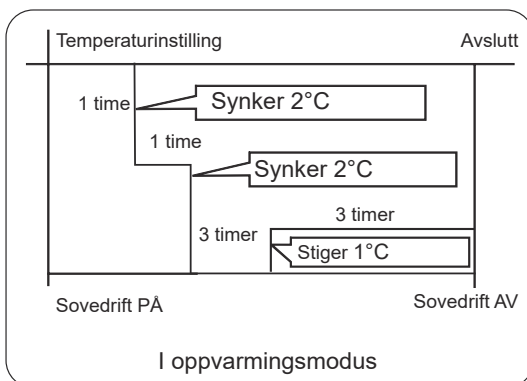 Temperaturinstilling
Avslutt
1 time
Synker 2°C
1 time
Synker 2°C
3 timer
3 timer
Stiger 1°C
Sovedrift PÅ
Sovedrift AV
I oppvarmingsmodus